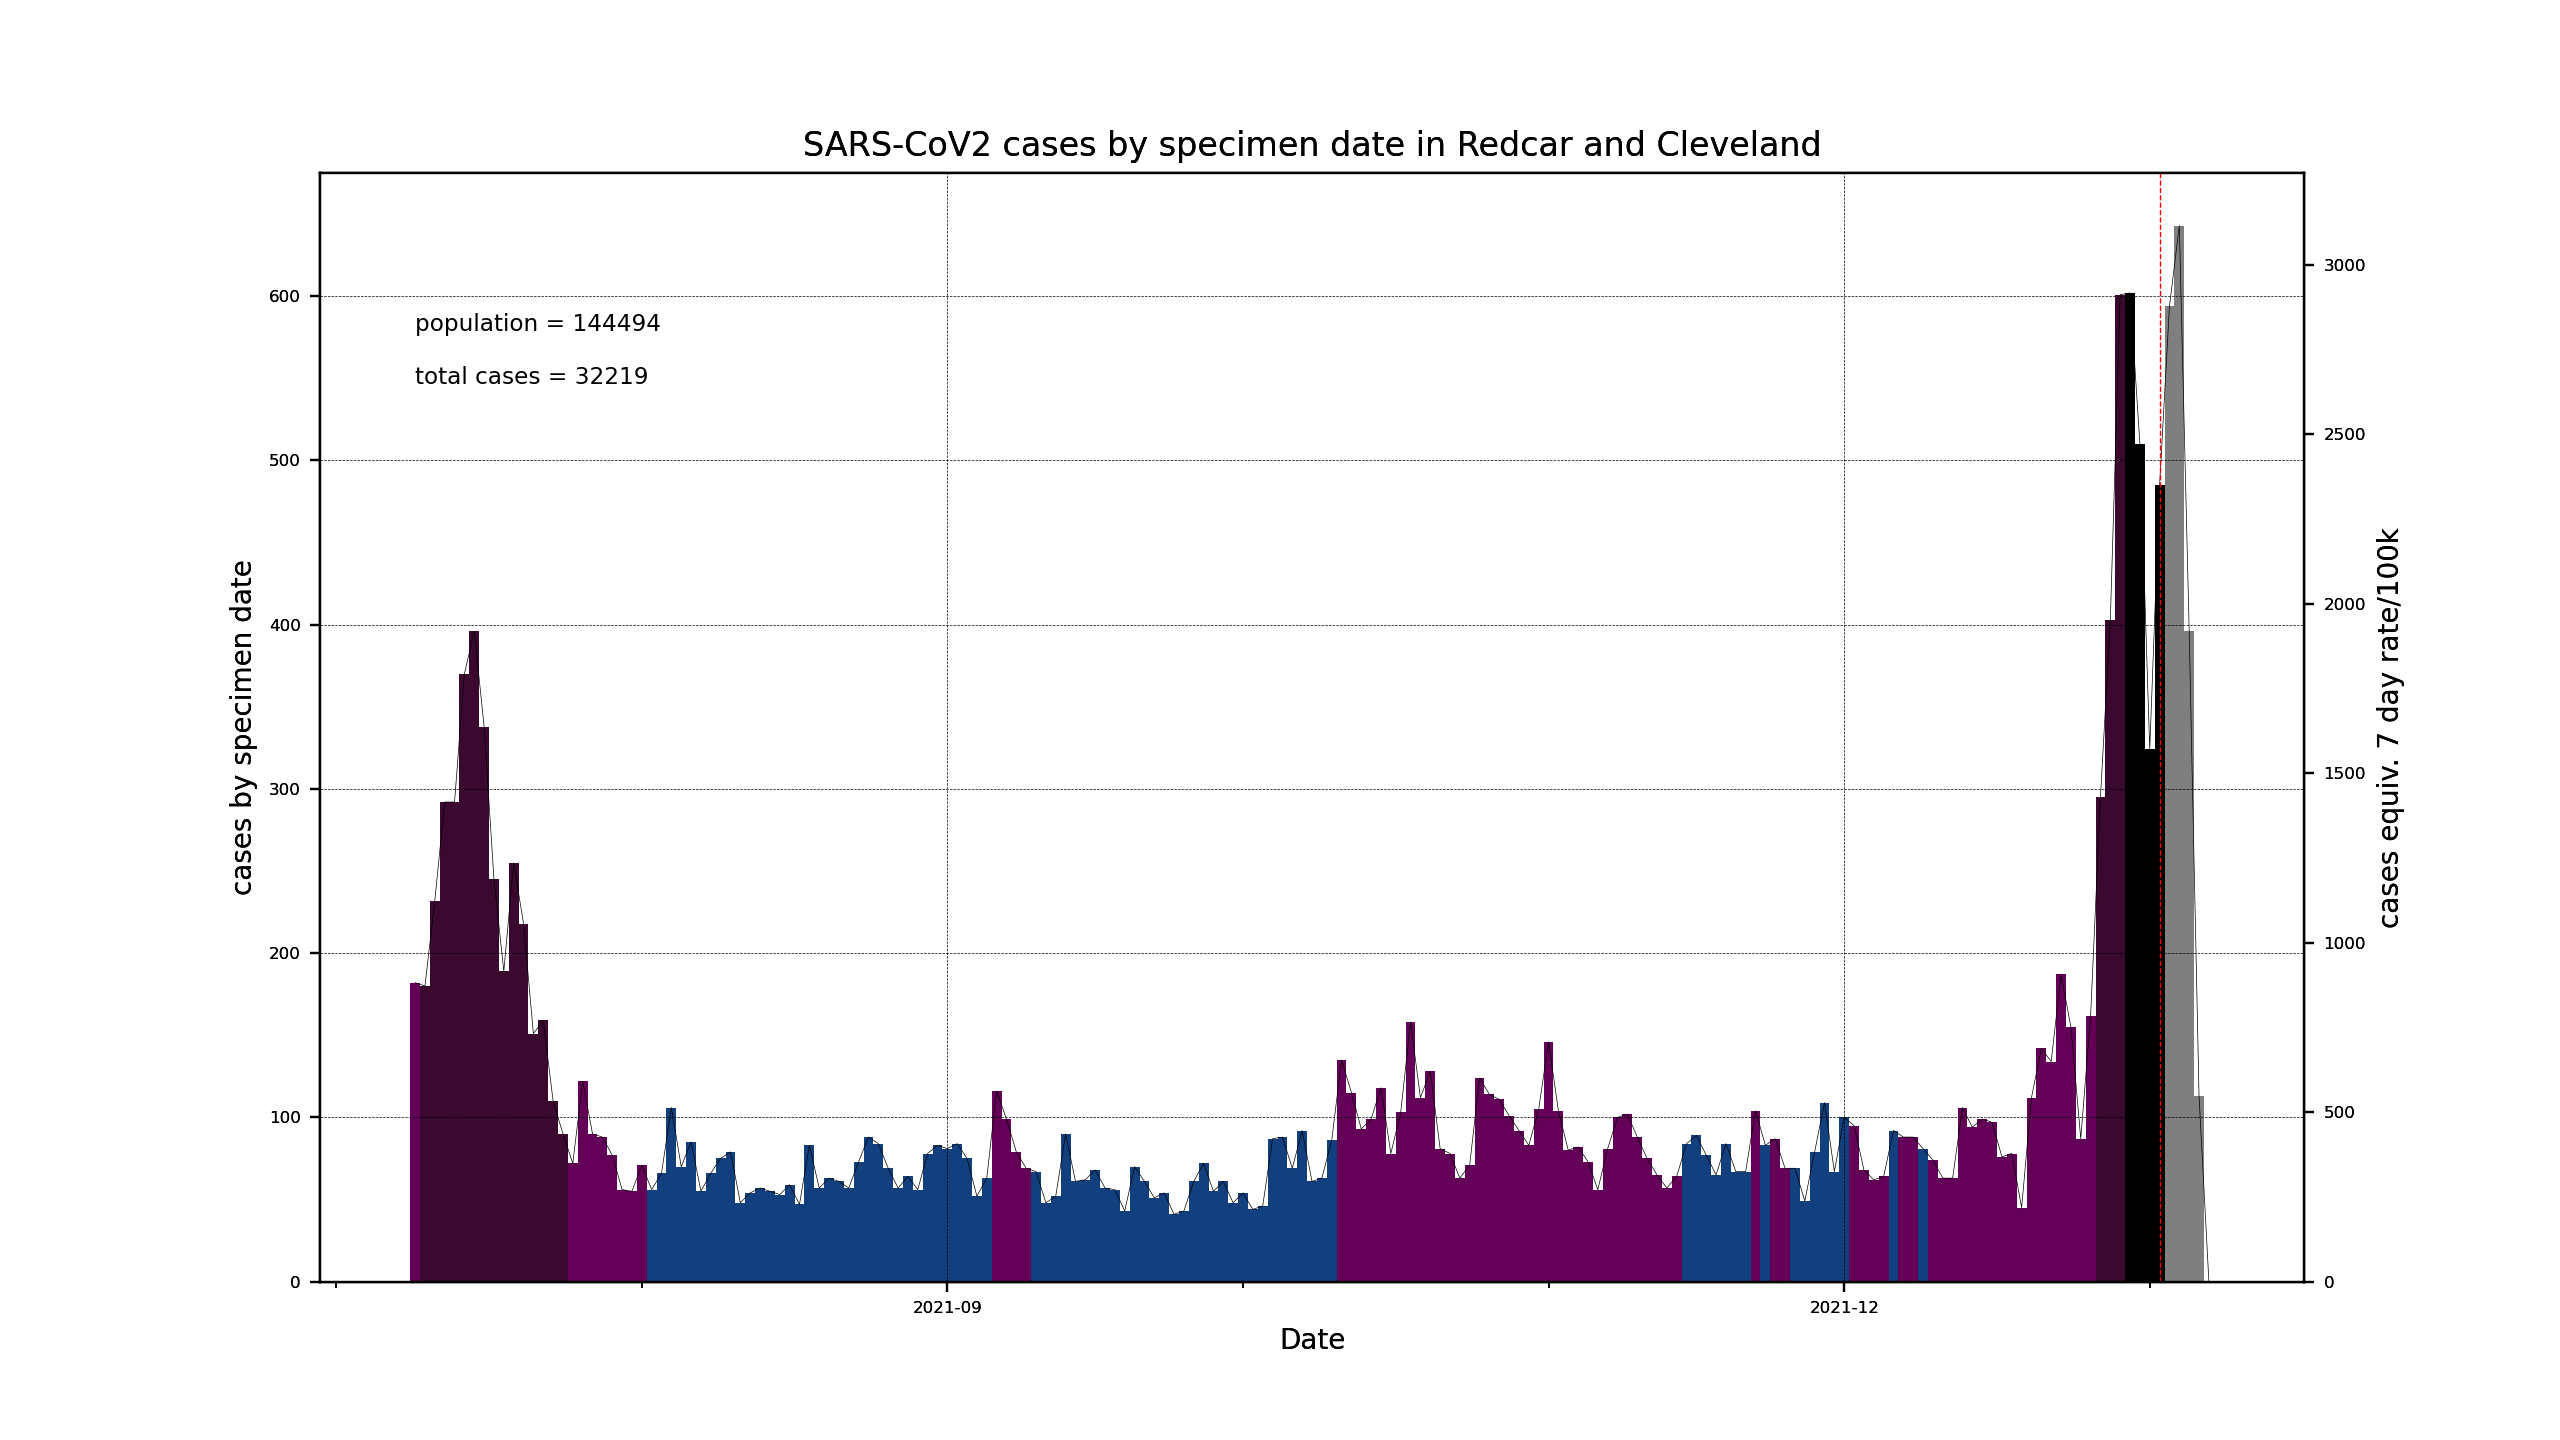 SARS-CoV2 cases by specimen date in Redcar and Cleveland
population = 144494
total cases = 32219
cases by specimen date
600
500
400
300
200
100
0
3000
2500
2000
1500
1000
500
0
cases equiv. 7 day rate/100k
2021-09
2021-12
Date